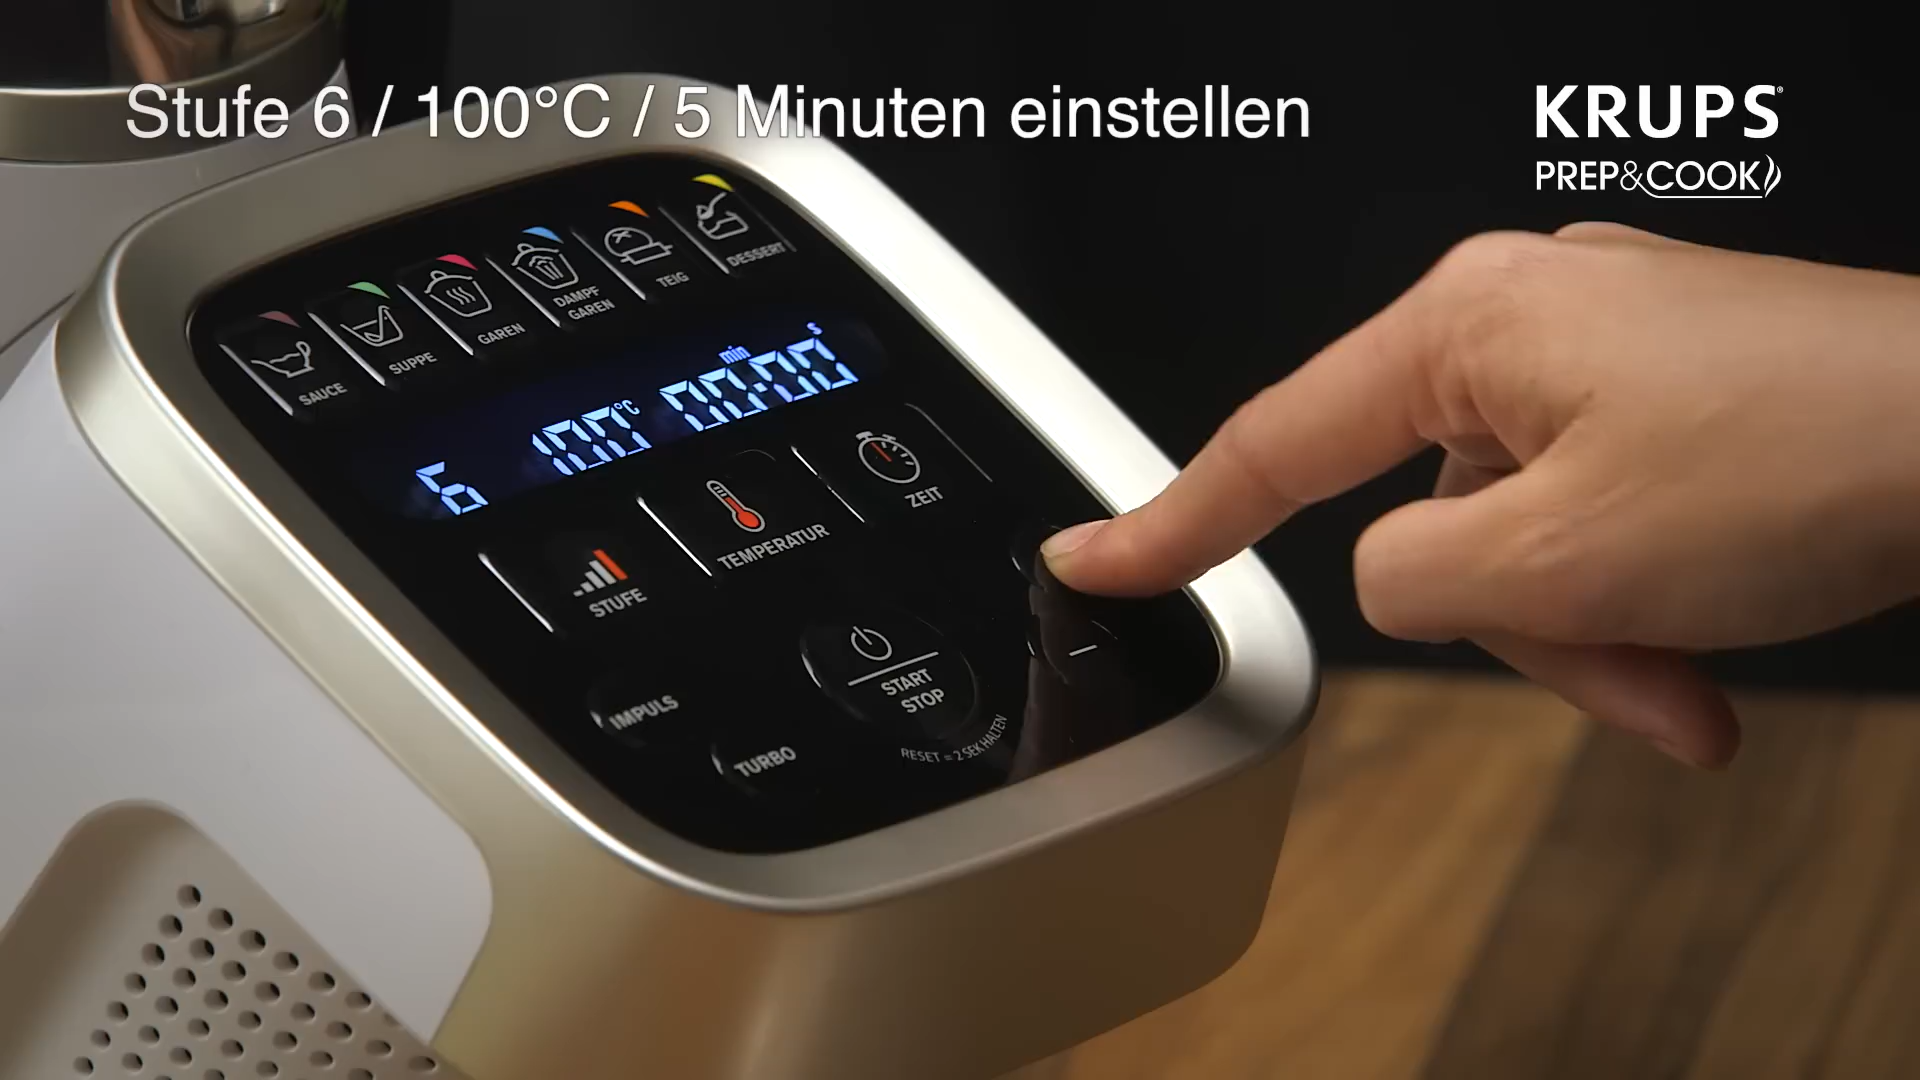 Stufe 6 / 100°C / 5 Minuten einstellen
KRUPS®
PREP&COOK
SAUCE
SUPPE
GAREN
DAMPF
GAREN
TEIG
DESSERT
6 100°C 00:00 min s
STUFE
TEMPERATUR
ZEIT
IMPULS
TURBO
START
STOP
RESET = 2 SEK HALTEN